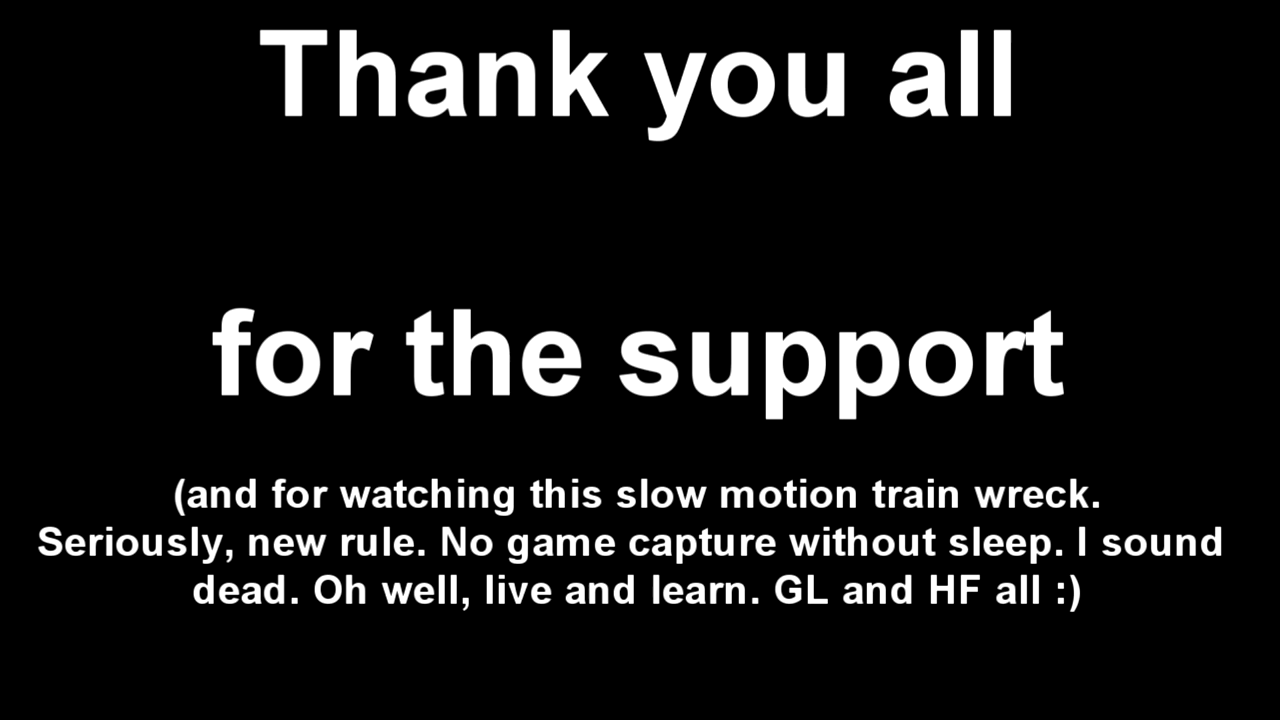 Thank you all
for the support
(and for watching this slow motion train wreck.
Seriously, new rule. No game capture without sleep. I sound
dead. Oh well, live and learn. GL and HF all :)